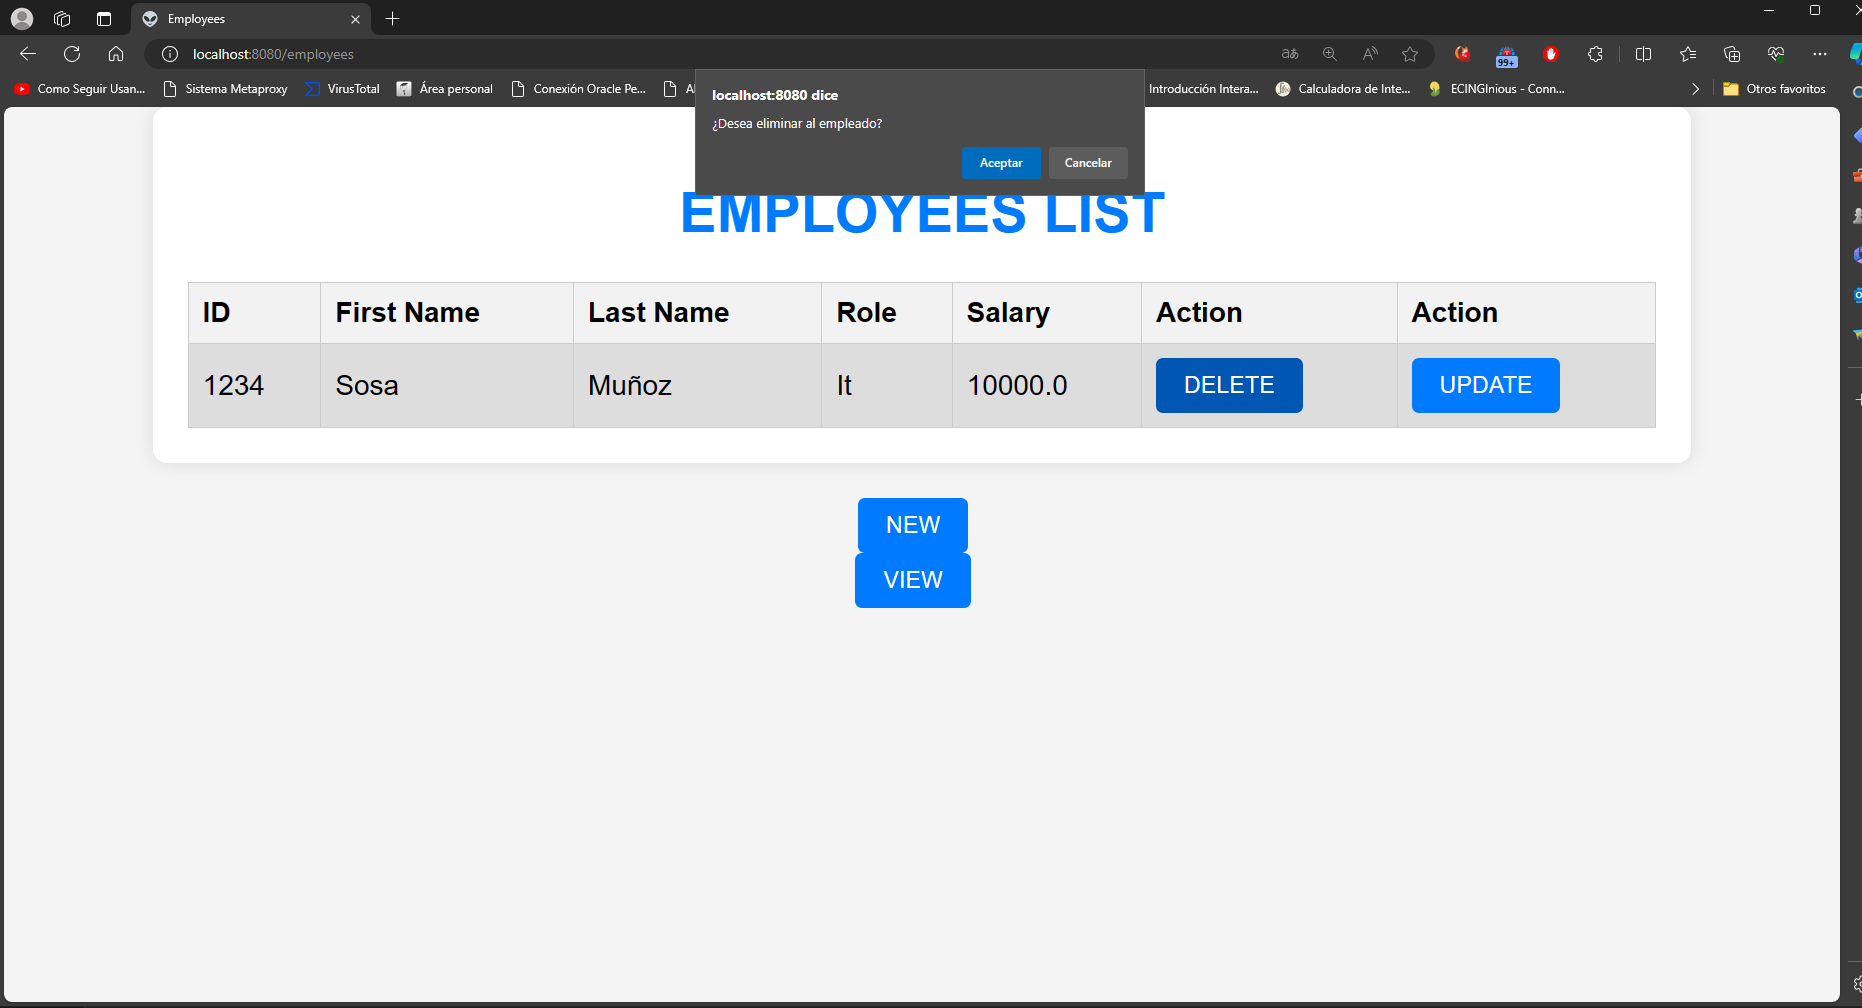 Employees
localhost:8080/employees
99+
Como Seguir Usan...
Sistema Metaproxy
VirusTotal
Área personal
Conexión Oracle Pe...
Introducción Intera...
Calculadora de Inte...
ECINGInious - Conn...
Otros favoritos
localhost:8080 dice
¿Desea eliminar al empleado?
Aceptar Cancelar
EMPLOYEES LIST
ID First Name Last Name Role Salary Action Action
1234 Sosa Muñoz It 10000.0 DELETE UPDATE
NEW
VIEW